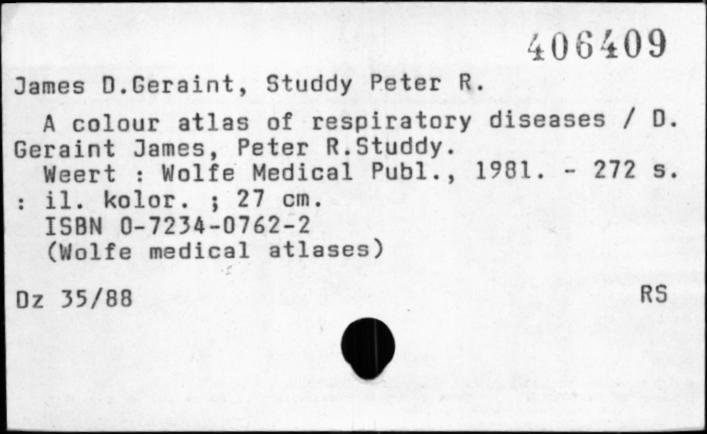 406409
James D.Geraint, Studdy Peter R.
A colour atlas of respiratory diseases / D.
Geraint James, Peter R.Studdy.
Weert : Wolfe Medical Publ., 1981. - 272 s.
: il. kolor. ; 27 cm.
ISBN 0-7234-0762-2
(Wolfe medical atlases)
Dz 35/88 RS